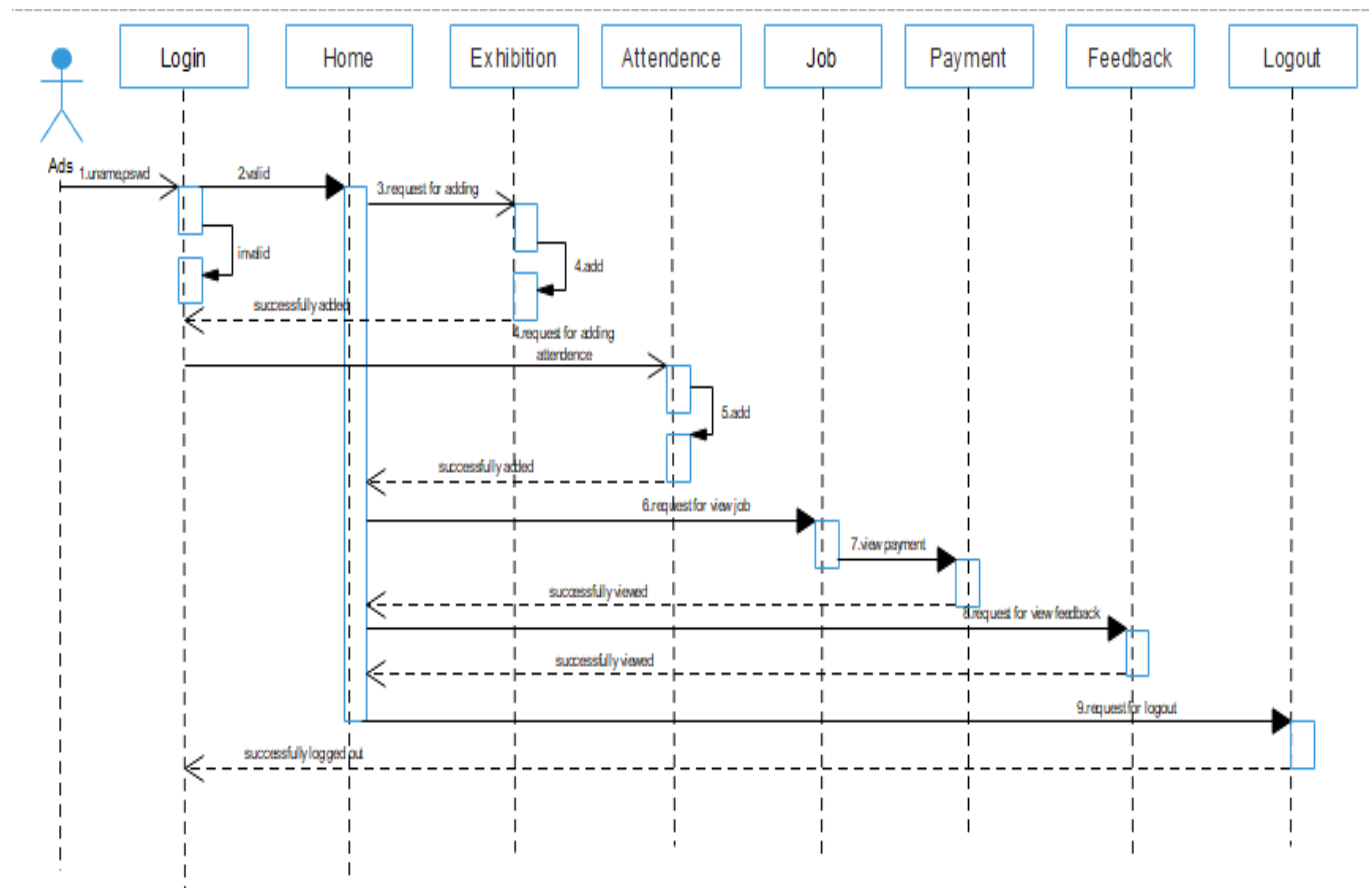 Login
Home
Exhibition
Attendence
Job
Payment
Feedback
Logout
Ads
1.uname,pswd
2.valid
3.request for adding
invalid
4.add
successfully added
4.request for adding
attendence
5.add
successfully added
6.request for view job
7.view payment
successfully viewed
8.request for view feedback
successfully viewed
9.request for logout
successfully logged out